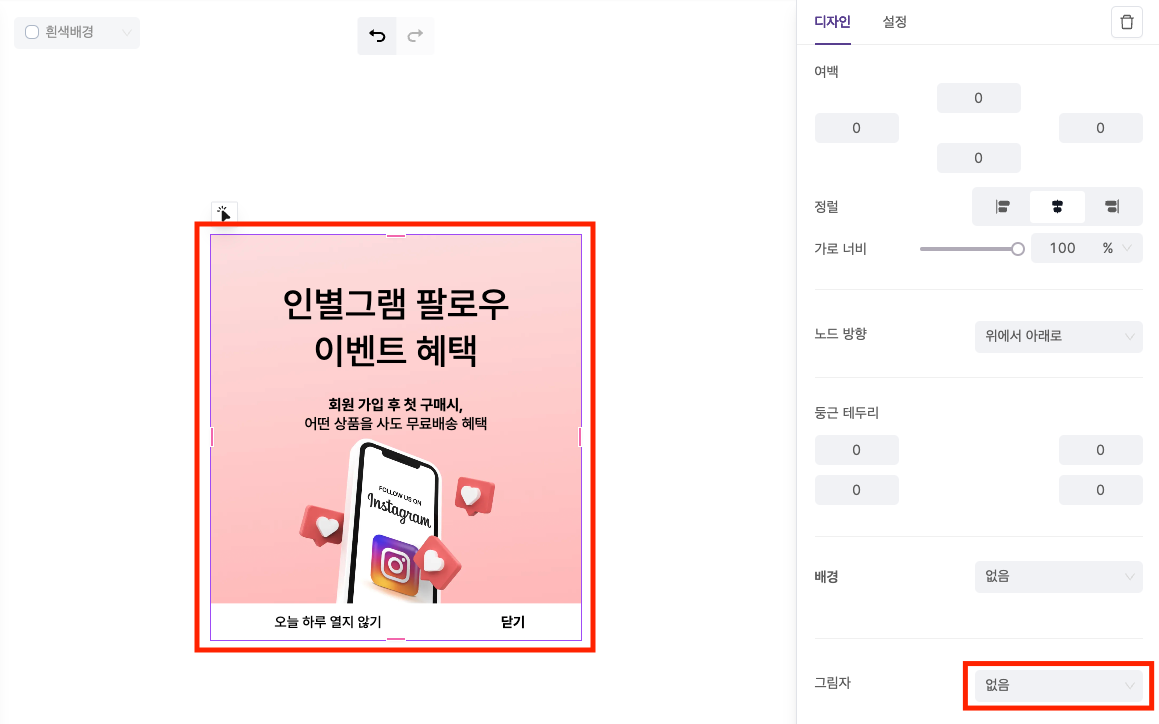 흰색배경
디자인
설정
여백
0
0
0
0
정렬
가로 너비
100
%
노드 방향
위에서 아래로
둥근 테두리
0
0
0
0
배경
없음
그림자
없음
인별그램 팔로우
이벤트 혜택
회원 가입 후 첫 구매시,
어떤 상품을 사도 무료배송 혜택
FOLLOW US ON
Instagram
오늘 하루 열지 않기
닫기